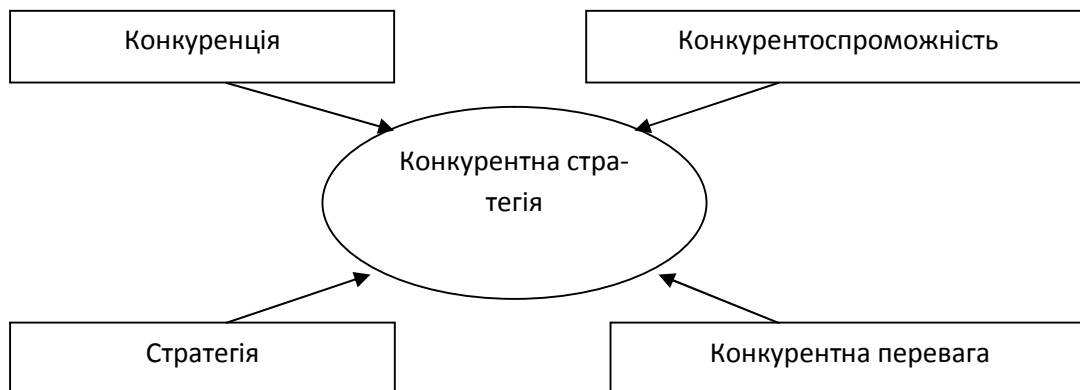 Конкуренція
Конкурентоспроможність
Конкурентна стра-
тегія
Стратегія
Конкурентна перевага